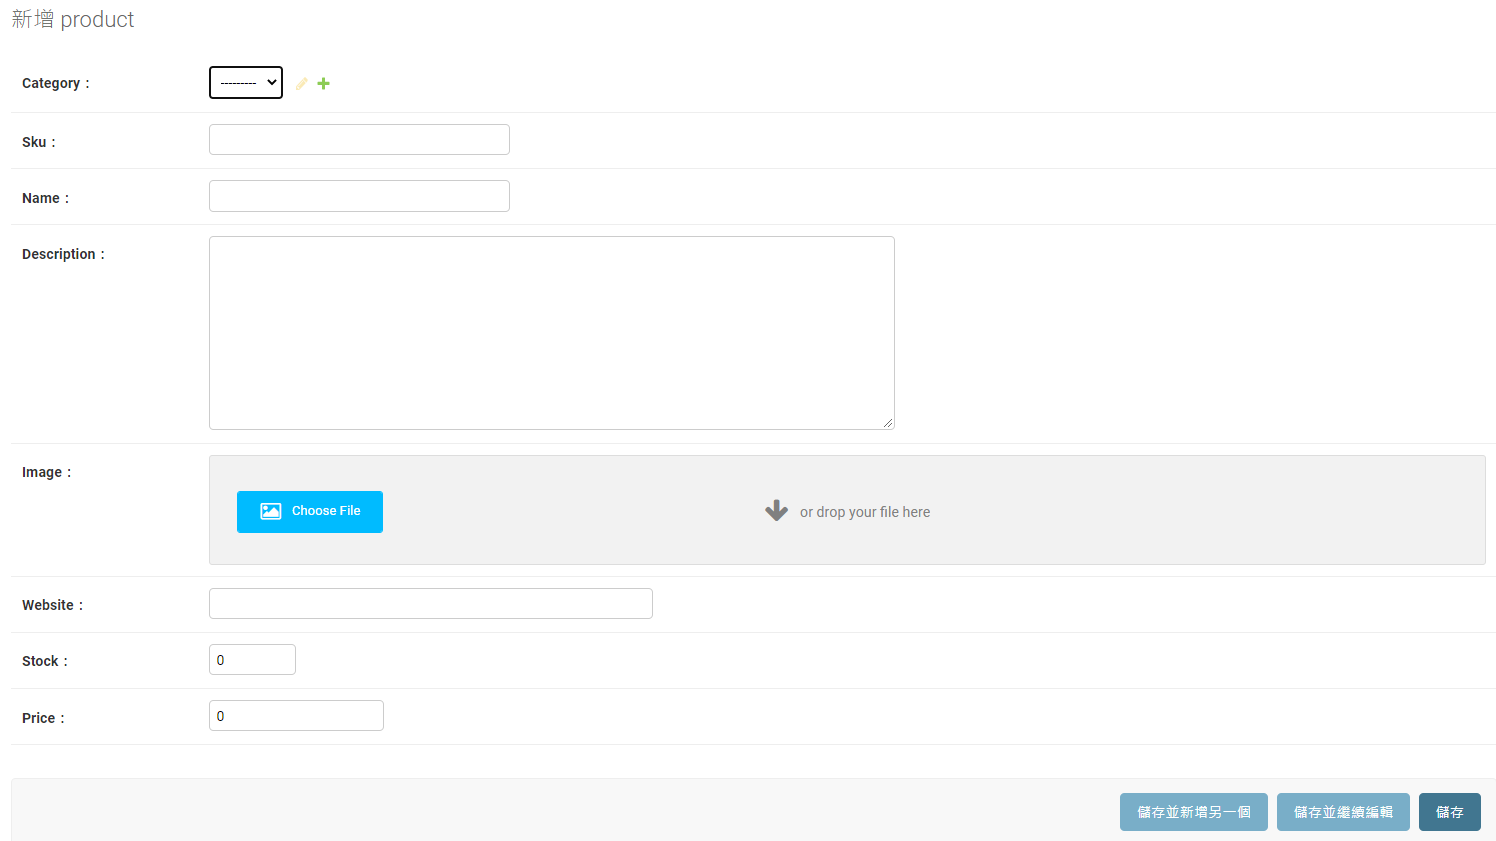 新增 product
Category：
---------
Sku：
Name：
Description：
Image：
Choose File
or drop your file here
Website：
Stock：
0
Price：
0
儲存並新增另一個
儲存並繼續編輯
儲存